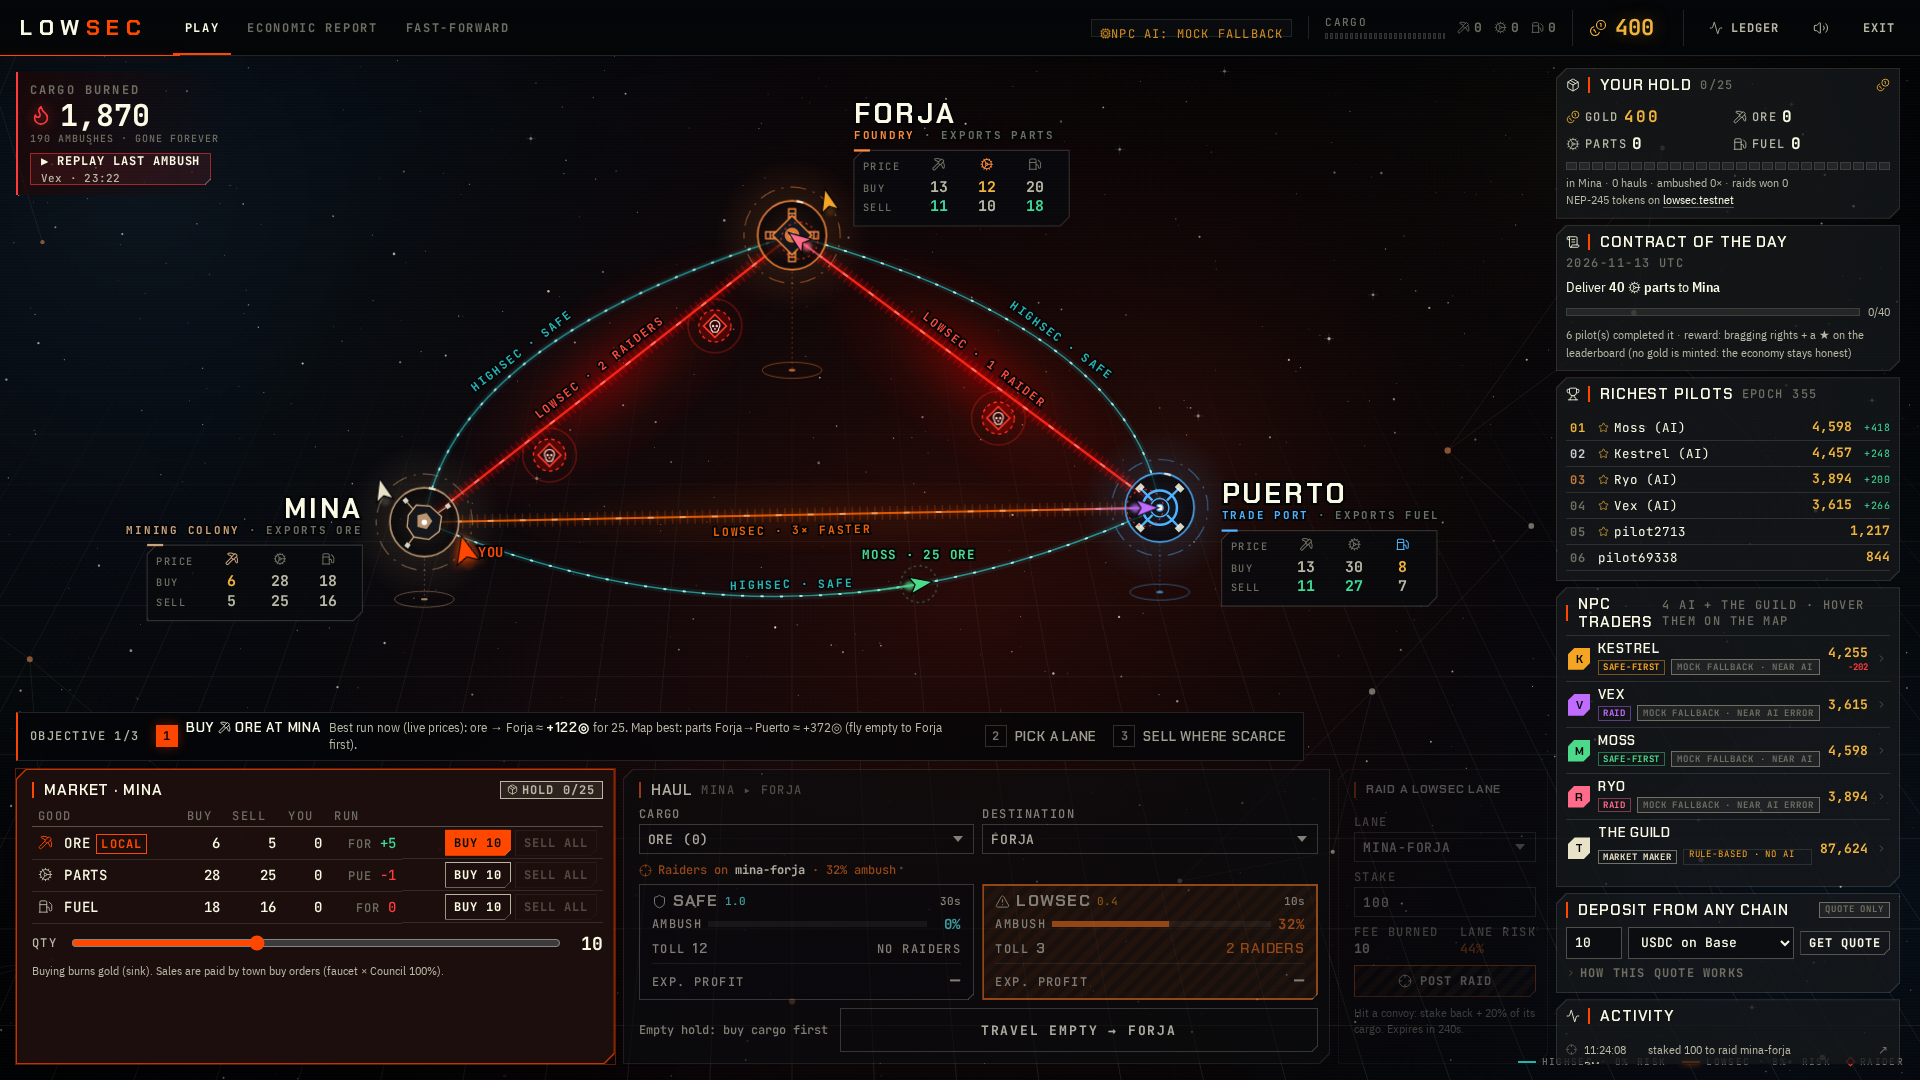 LOWSEC
PLAY
ECONOMIC REPORT
FAST-FORWARD
NPC AI: MOCK FALLBACK
CARGO
0 0 0
400
LEDGER
EXIT
CARGO BURNED
1,870
190 AMBUSHES · GONE FOREVER
▶ REPLAY LAST AMBUSH
Vex · 23:22
FORJA
FOUNDRY · EXPORTS PARTS
PRICE
BUY 13 12 20
SELL 11 10 18
HIGHSEC · SAFE
LOWSEC · 2 RAIDERS
LOWSEC · 1 RAIDER
HIGHSEC · SAFE
MINA
MINING COLONY · EXPORTS ORE
PRICE
BUY 6 28 18
SELL 5 25 16
YOU
LOWSEC · 3× FASTER
MOSS · 25 ORE
HIGHSEC · SAFE
PUERTO
TRADE PORT · EXPORTS FUEL
PRICE
BUY 13 30 8
SELL 11 27 7
OBJECTIVE 1/3
1 BUY ORE AT MINA
Best run now (live prices): ore → Forja ≈ +122◎ for 25. Map best: parts Forja→Puerto ≈ +372◎ (fly empty to Forja
first).
2 PICK A LANE
3 SELL WHERE SCARCE
MARKET · MINA
HOLD 0/25
GOOD BUY SELL YOU RUN
ORE LOCAL 6 5 0 FOR +5 BUY 10 SELL ALL
PARTS 28 25 0 PUE -1 BUY 10 SELL ALL
FUEL 18 16 0 FOR 0 BUY 10 SELL ALL
QTY 10
Buying burns gold (sink). Sales are paid by town buy orders (faucet × Council 100%).
HAUL MINA ▸ FORJA
CARGO
ORE (0)
DESTINATION
FORJA
Raiders on mina-forja · 32% ambush
SAFE 1.0 30s
AMBUSH 0%
TOLL 12 NO RAIDERS
EXP. PROFIT —
LOWSEC 0.4 10s
AMBUSH 32%
TOLL 3 2 RAIDERS
EXP. PROFIT —
Empty hold: buy cargo first
TRAVEL EMPTY → FORJA
RAID A LOWSEC LANE
LANE
MINA-FORJA
STAKE
100
FEE BURNED LANE RISK
10 44%
POST RAID
Hit a convoy: stake back + 20% of its
cargo. Expires in 240s.
YOUR HOLD 0/25
GOLD 400 ORE 0
PARTS 0 FUEL 0
in Mina · 0 hauls · ambushed 0× · raids won 0
NEP-245 tokens on lowsec.testnet
CONTRACT OF THE DAY
2026-11-13 UTC
Deliver 40 parts to Mina
0/40
6 pilot(s) completed it · reward: bragging rights + a ★ on the
leaderboard (no gold is minted: the economy stays honest)
RICHEST PILOTS EPOCH 355
01 Moss (AI) 4,598 +418
02 Kestrel (AI) 4,457 +248
03 Ryo (AI) 3,894 +200
04 Vex (AI) 3,615 +266
05 pilot2713 1,217
06 pilot69338 844
NPC TRADERS
4 AI + THE GUILD · HOVER THEM ON THE MAP
K KESTREL 4,255
SAFE-FIRST MOCK FALLBACK · NEAR AI -202
V VEX 3,615
RAID MOCK FALLBACK · NEAR AI ERROR
M MOSS 4,598
SAFE-FIRST MOCK FALLBACK · NEAR AI
R RYO 3,894
RAID MOCK FALLBACK · NEAR AI ERROR
T THE GUILD 87,624
MARKET MAKER RULE-BASED · NO AI
DEPOSIT FROM ANY CHAIN QUOTE ONLY
10 USDC on Base GET QUOTE
HOW THIS QUOTE WORKS
ACTIVITY
11:24:08 staked 100 to raid mina-forja ↗